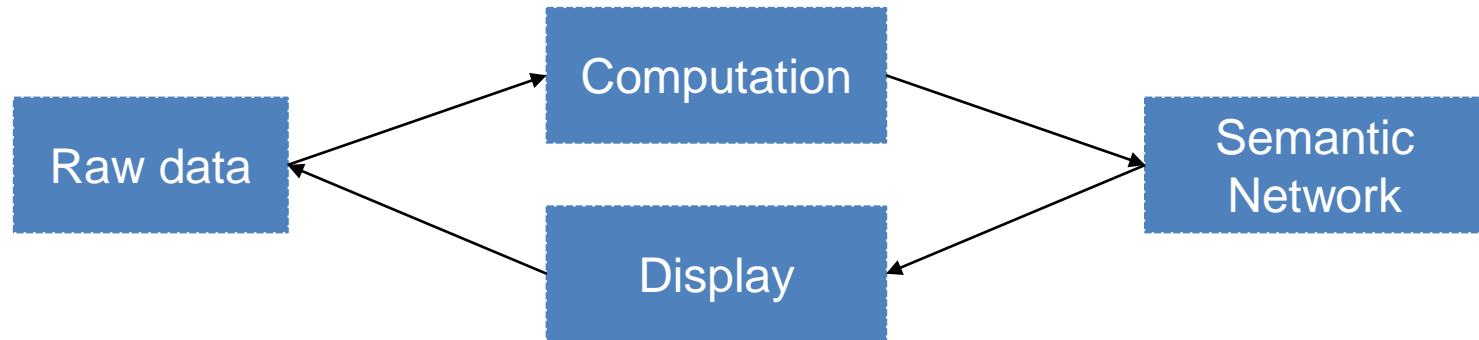 Computation
Raw data
Semantic
Network
Display